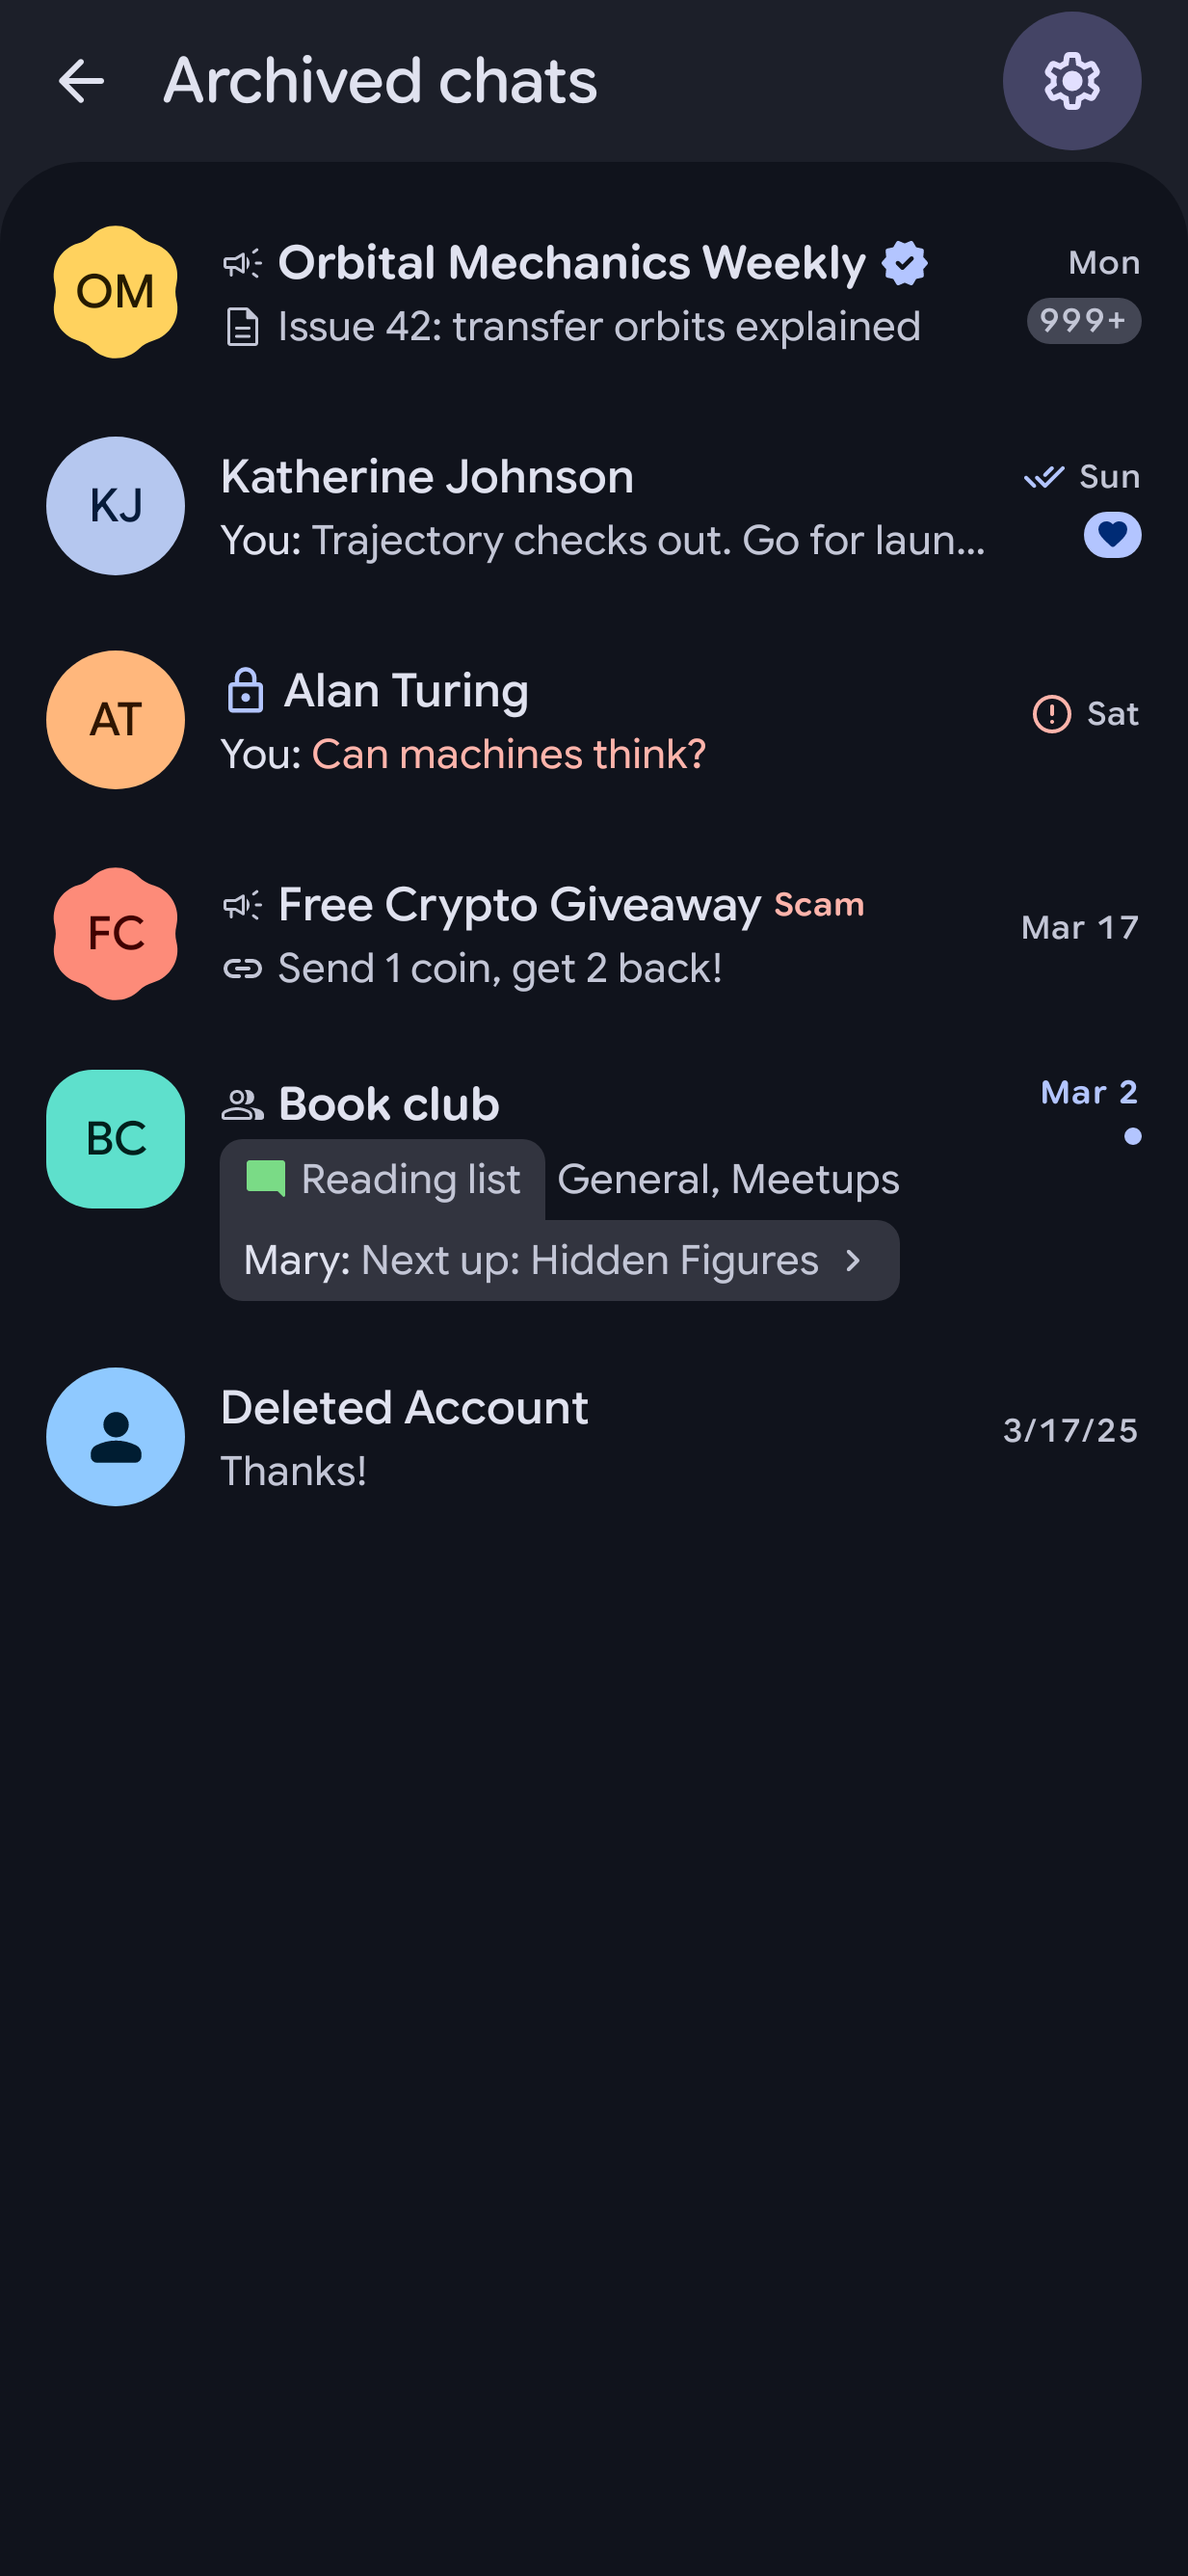 Archived chats
OM
Orbital Mechanics Weekly
Mon
Issue 42: transfer orbits explained
999+
KJ
Katherine Johnson
Sun
You: Trajectory checks out. Go for laun...
AT
Alan Turing
Sat
You: Can machines think?
FC
Free Crypto Giveaway Scam
Mar 17
Send 1 coin, get 2 back!
BC
Book club
Mar 2
Reading list General, Meetups
Mary: Next up: Hidden Figures
Deleted Account
3/17/25
Thanks!